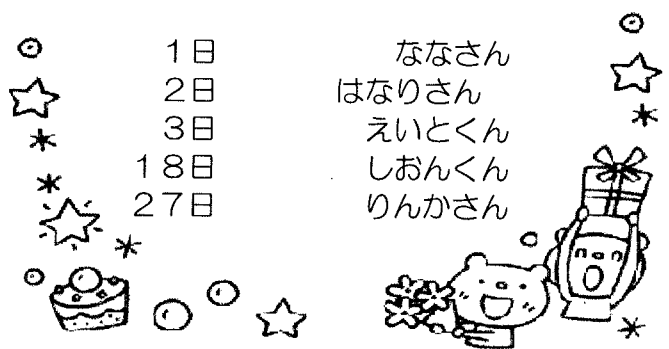 1日 ななさん
2日 はなりさん
3日 えいとくん
18日 しおんくん
27日 りんかさん